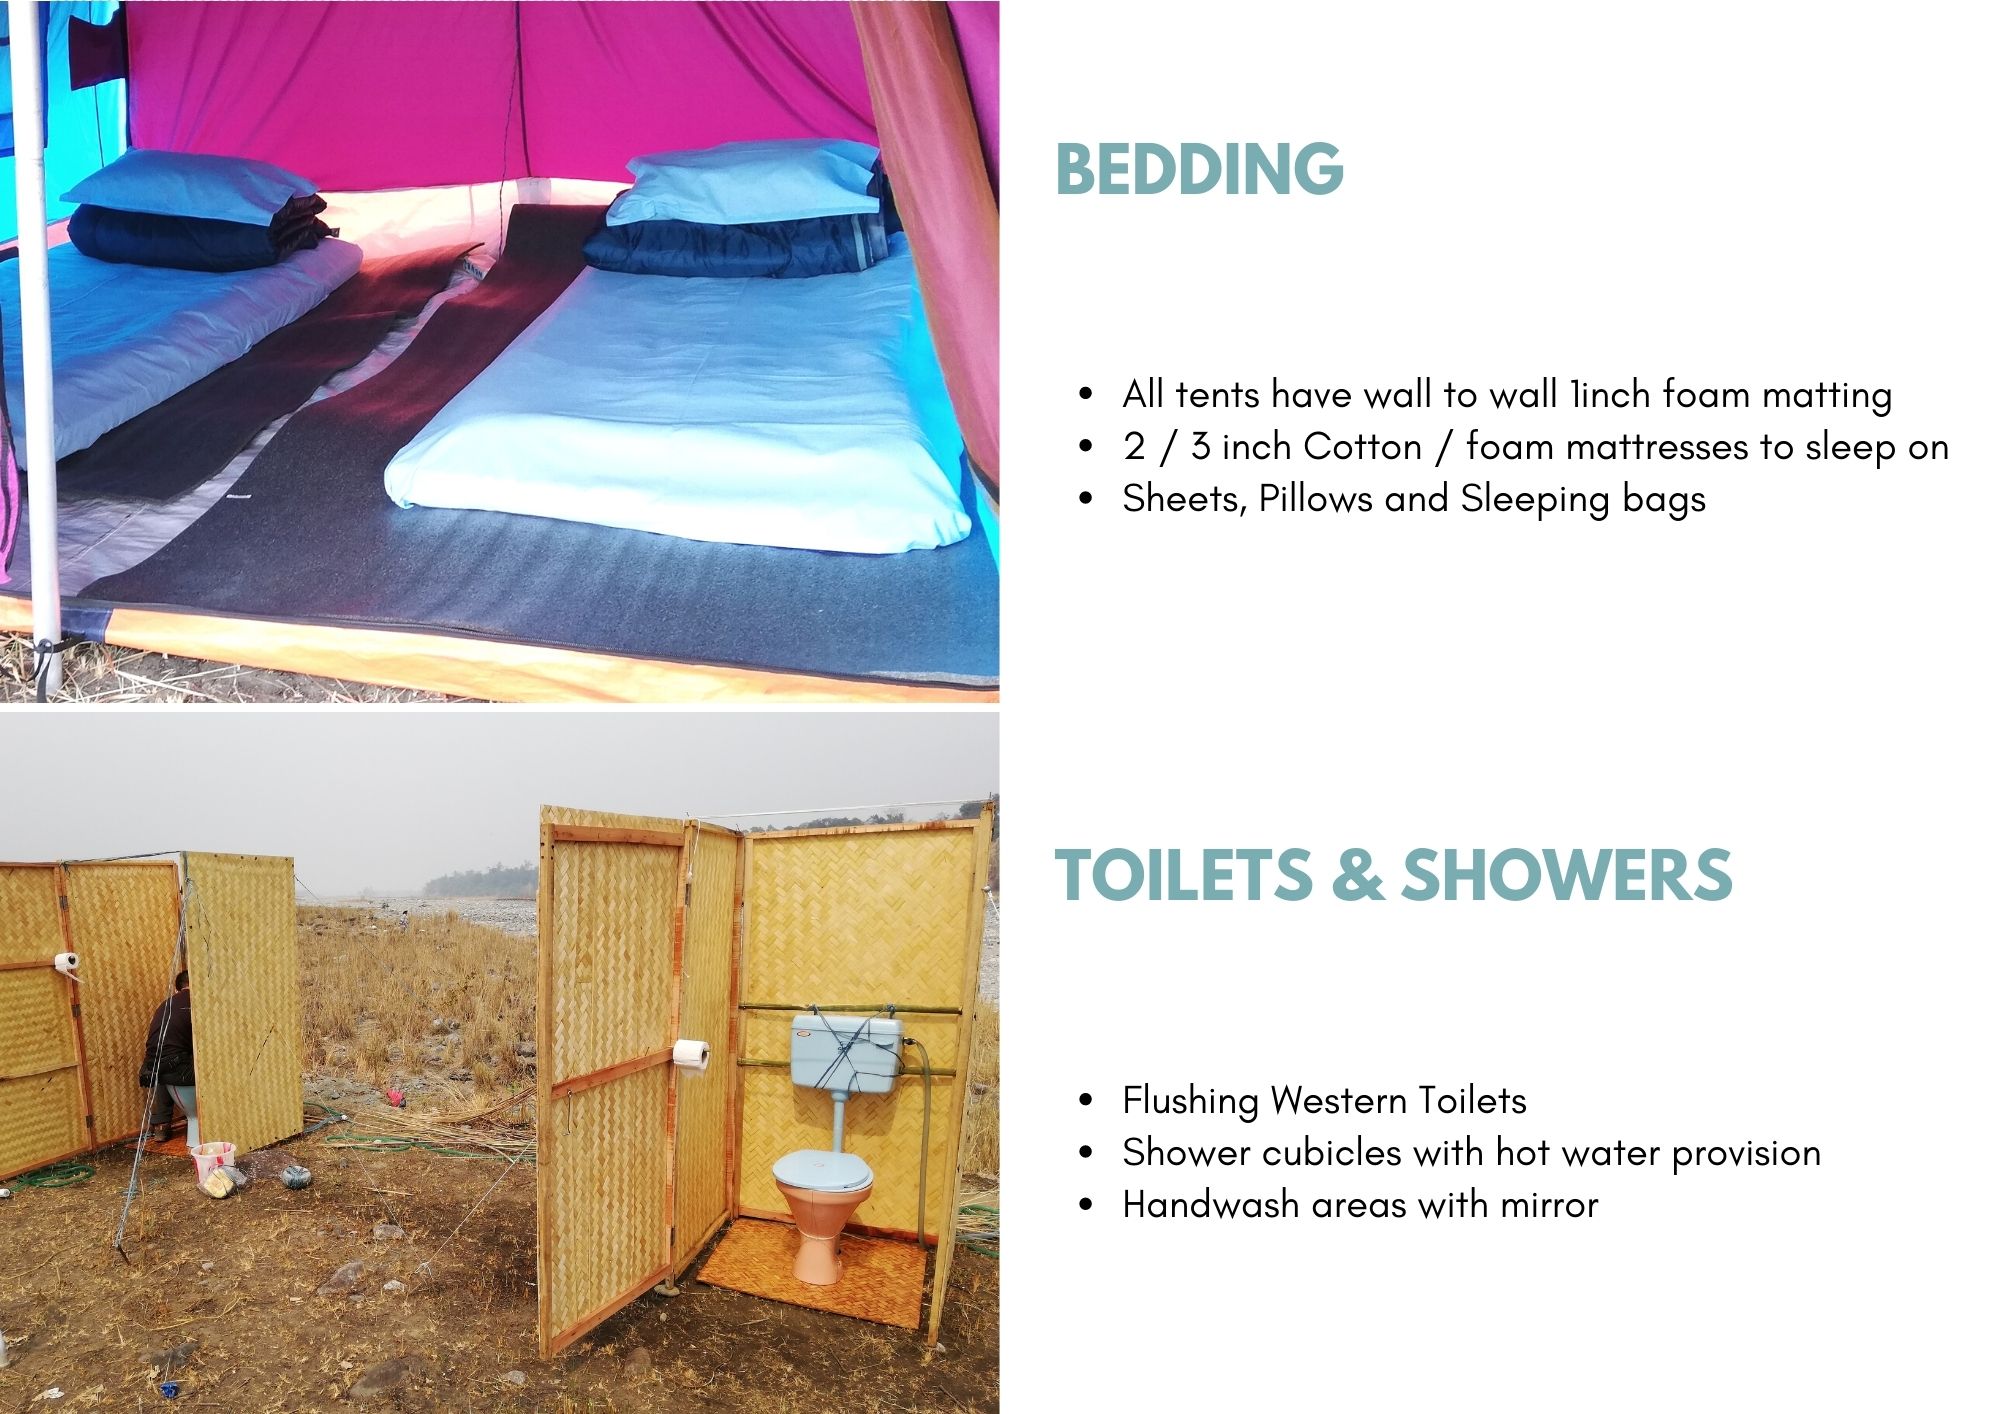 BEDDING
• All tents have wall to wall 1inch foam matting
• 2 / 3 inch Cotton / foam mattresses to sleep on
• Sheets, Pillows and Sleeping bags
TOILETS & SHOWERS
• Flushing Western Toilets
• Shower cubicles with hot water provision
• Handwash areas with mirror